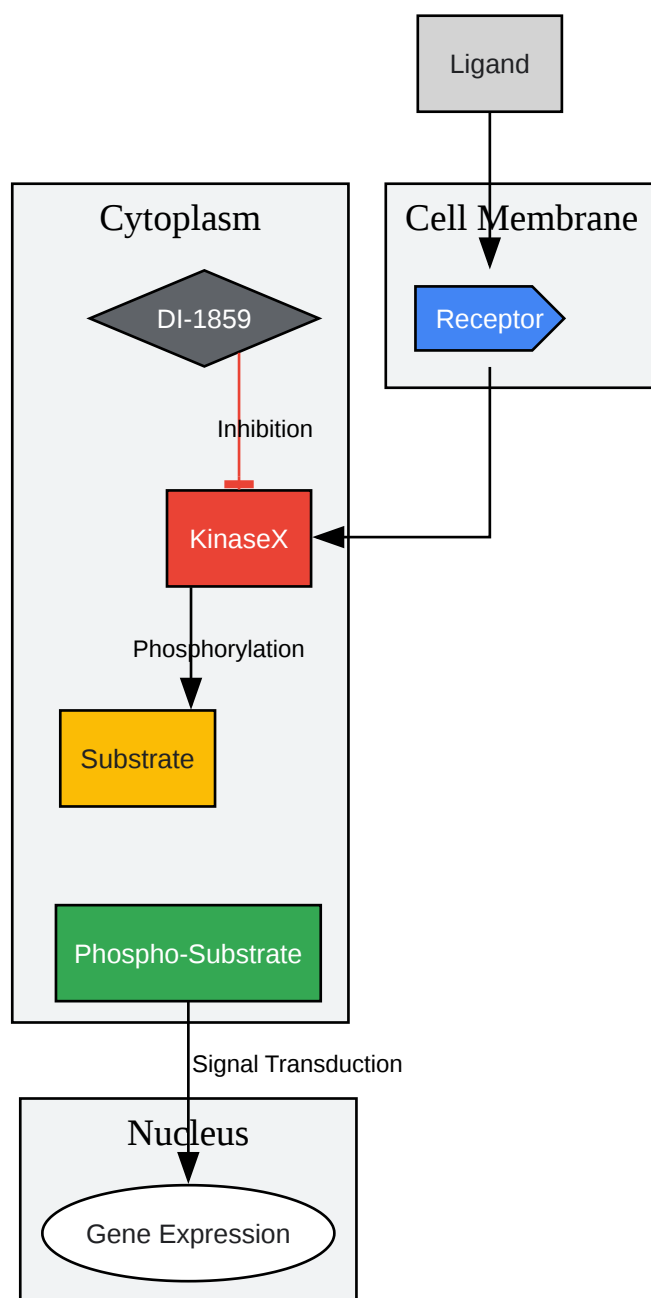 Ligand
Cytoplasm
Cell Membrane
DI-1859
Receptor
Inhibition
KinaseX
Phosphorylation
Substrate
Phospho-Substrate
Signal Transduction
Nucleus
Gene Expression